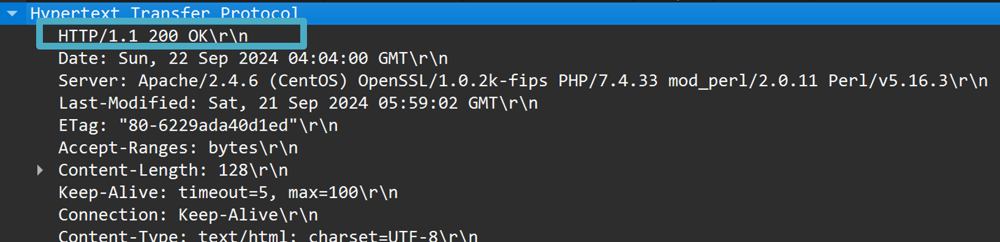 Hypertext Transfer Protocol
HTTP/1.1 200 OK\r\n
Date: Sun, 22 Sep 2024 04:04:00 GMT\r\n
Server: Apache/2.4.6 (CentOS) OpenSSL/1.0.2k-fips PHP/7.4.33 mod_perl/2.0.11 Perl/v5.16.3\r\n
Last-Modified: Sat, 21 Sep 2024 05:59:02 GMT\r\n
ETag: "80-6229ada40d1ed"\r\n
Accept-Ranges: bytes\r\n
Content-Length: 128\r\n
Keep-Alive: timeout=5, max=100\r\n
Connection: Keep-Alive\r\n
Content-Type: text/html; charset=UTF-8\r\n